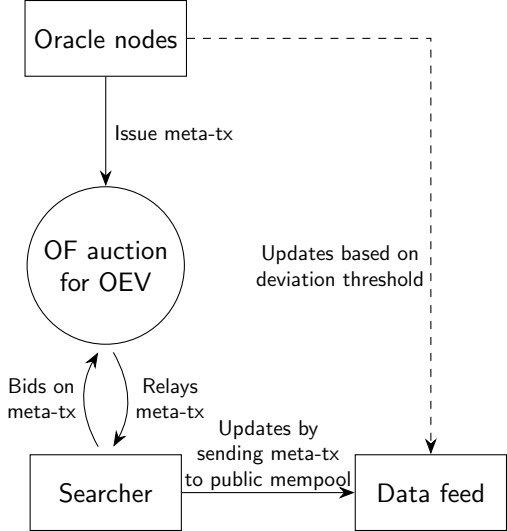 Oracle nodes
Issue meta-tx
OF auction
for OEV
Updates based on
deviation threshold
Bids on
meta-tx
Relays
meta-tx
Updates by
sending meta-tx
to public mempool
Searcher
Data feed